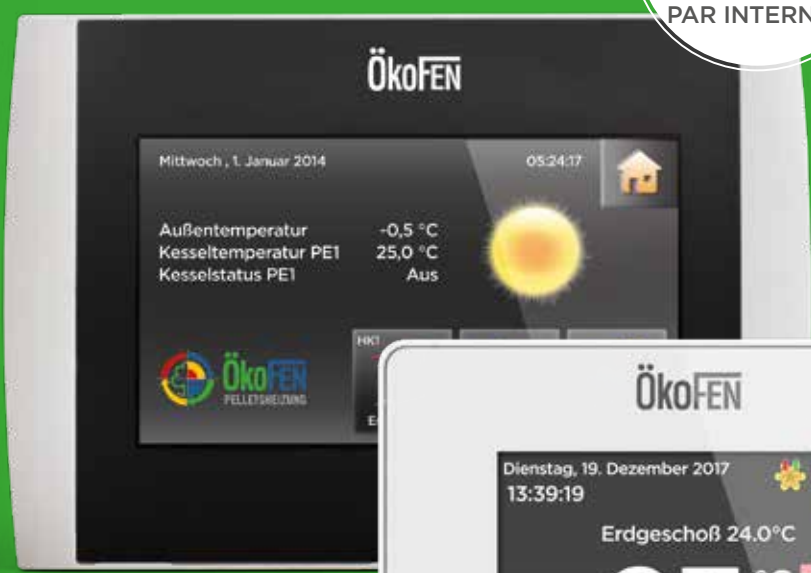 PAR INTERN
ÖkoFEN
Mittwoch , 1. Januar 2014 05:24:17
Außentemperatur -0,5 °C
Kesseltemperatur PE1 25,0 °C
Kesselstatus PE1 Aus
HK1
ÖkoFEN
PELLETSHEIZUNG
ÖkoFEN
Dienstag, 19. Dezember 2017
13:39:19
Erdgeschoß 24.0°C